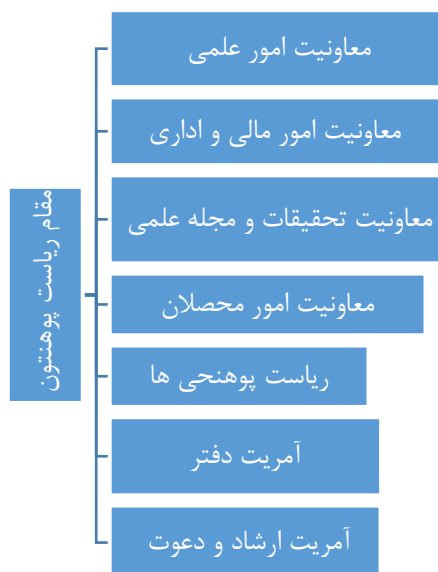 مقام ریاست پوهنتون
معاونیت امور علمی
معاونیت امور مالی و اداری
معاونیت تحقیقات و مجله علمی
معاونیت امور محصلان
ریاست پوهنحی ها
آمریت دفتر
آمریت ارشاد و دعوت